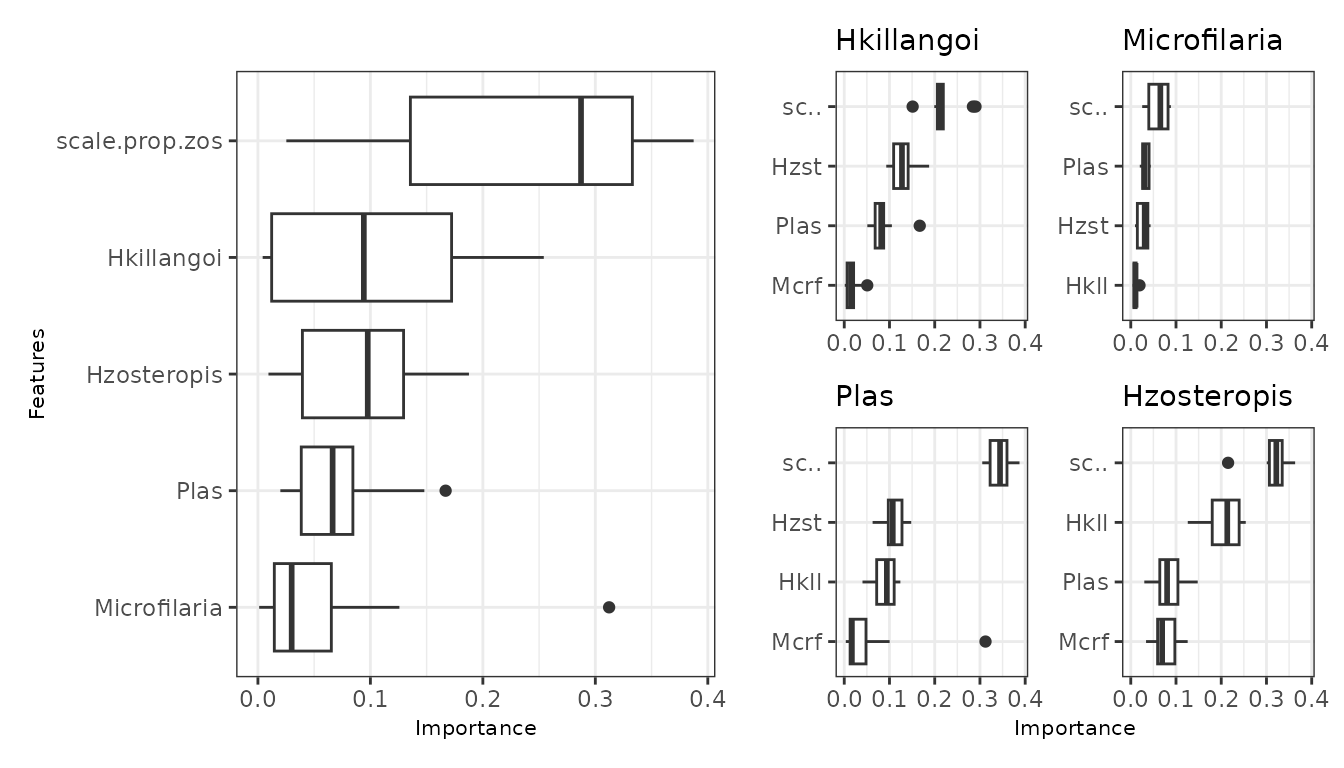 Features
scale.prop.zos
Hkillangoi
Hzosteropis
Plas
Microfilaria
0.0 0.1 0.2 0.3 0.4
Importance
Hkillangoi
sc..
Hzst
Plas
Mcrf
0.0 0.1 0.2 0.3 0.4
Microfilaria
sc..
Plas
Hzst
Hkll
0.0 0.1 0.2 0.3 0.4
Plas
sc..
Hzst
Hkll
Mcrf
0.0 0.1 0.2 0.3 0.4
Hzosteropis
sc..
Hkll
Plas
Mcrf
0.0 0.1 0.2 0.3 0.4
Importance